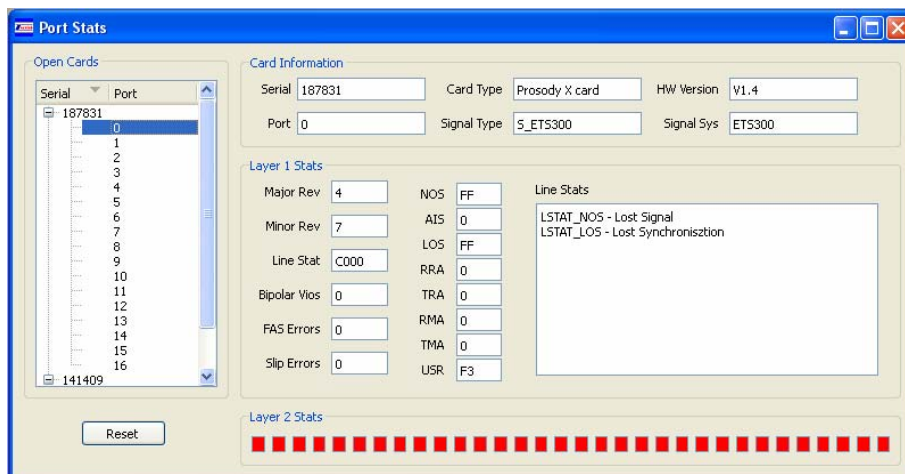 Port Stats
Open Cards
Serial Port
187831
0
1
2
3
4
5
6
7
8
9
10
11
12
13
14
15
16
141409
Reset
Card Information
Serial 187831 Card Type Prosody X card HW Version V1.4
Port 0 Signal Type S_ETS300 Signal Sys ETS300
Layer 1 Stats
Major Rev 4
Minor Rev 7
Line Stat C000
Bipolar Vios 0
FAS Errors 0
Slip Errors 0
NOS FF
AIS 0
LOS FF
RRA 0
TRA 0
RMA 0
TMA 0
USR F3
Line Stats
LSTAT_NOS - Lost Signal
LSTAT_LOS - Lost Synchronisztion
Layer 2 Stats